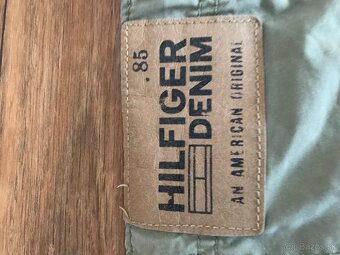 .85
HILFIGER
DENIM
AN AMERICAN ORIGINAL